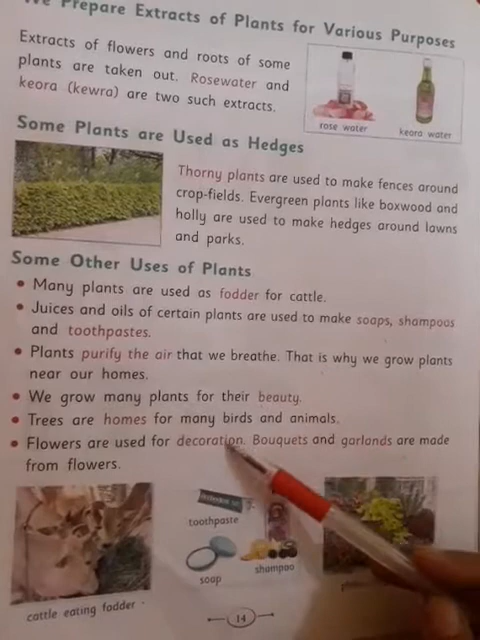 We Prepare Extracts of Plants for Various Purposes
Extracts of flowers and roots of some
plants are taken out. Rosewater and
keora (kewra) are two such extracts.
rose water
keora water
Some Plants are Used as Hedges
Thorny plants are used to make fences around
crop-fields. Evergreen plants like boxwood and
holly are used to make hedges around lawns
and parks.
Some Other Uses of Plants
• Many plants are used as fodder for cattle.
• Juices and oils of certain plants are used to make soaps, shampoos
and toothpastes.
• Plants purify the air that we breathe. That is why we grow plants
near our homes.
• We grow many plants for their beauty.
• Trees are homes for many birds and animals.
• Flowers are used for decoration. Bouquets and garlands are made
from flowers.
toothpaste
soap
shampoo
cattle eating fodder
14